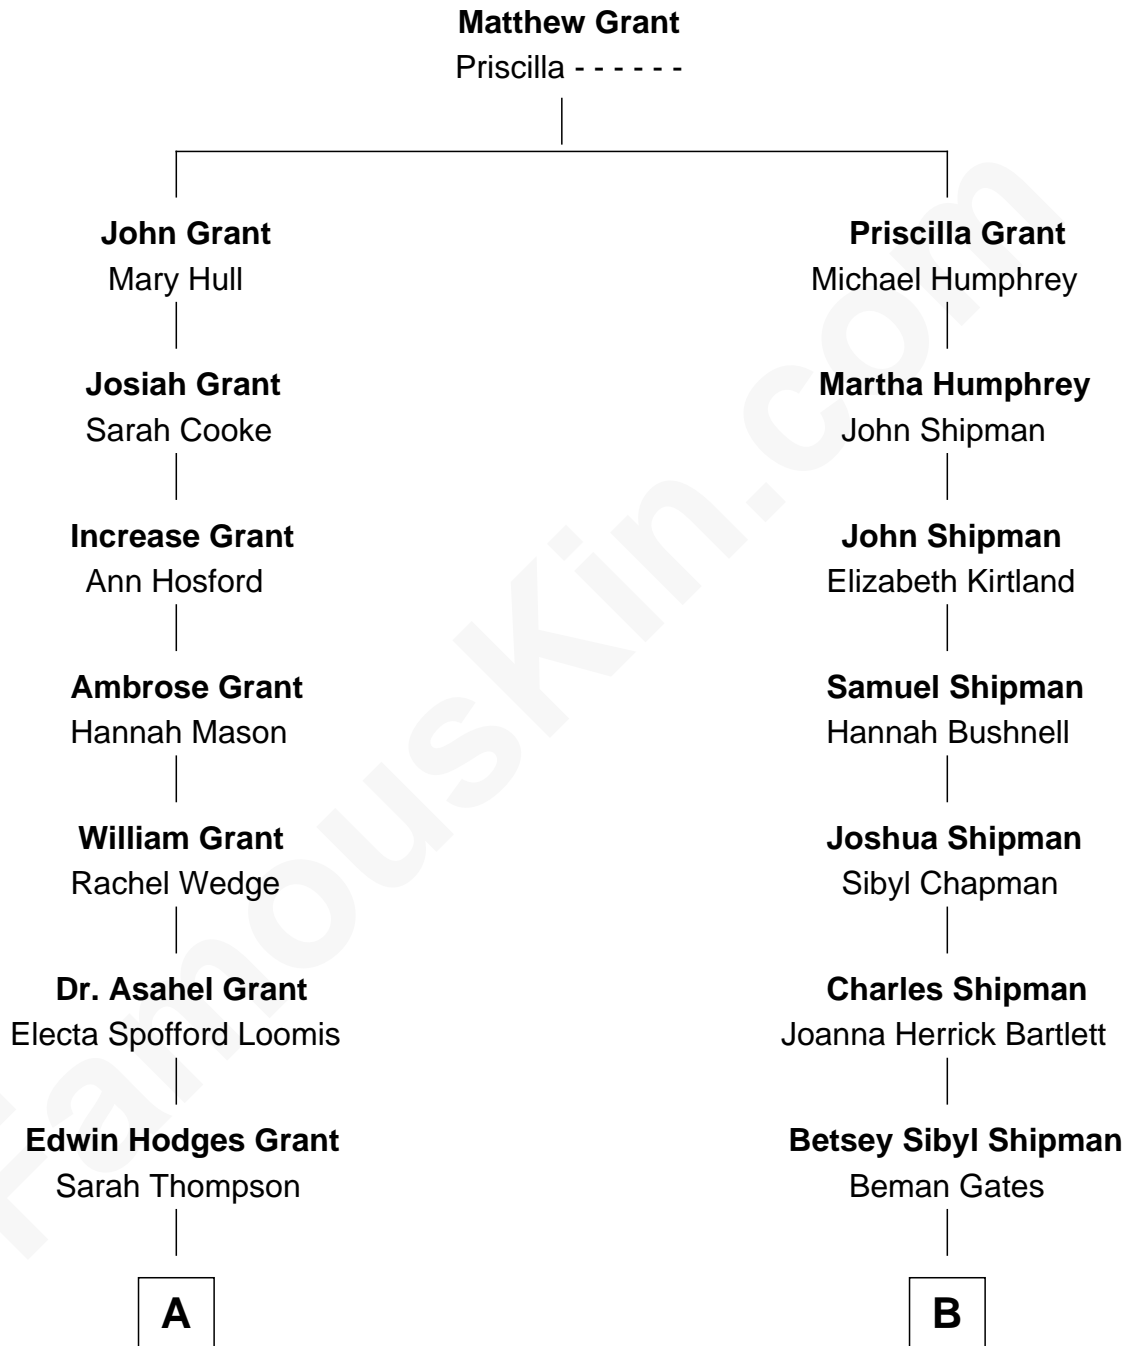 Matthew Grant
Priscilla - - - - - -
John Grant
Mary Hull
Priscilla Grant
Michael Humphrey
Josiah Grant
Sarah Cooke
Martha Humphrey
John Shipman
Increase Grant
Ann Hosford
John Shipman
Elizabeth Kirtland
Ambrose Grant
Hannah Mason
Samuel Shipman
Hannah Bushnell
William Grant
Rachel Wedge
Joshua Shipman
Sibyl Chapman
Dr. Asahel Grant
Electa Spofford Loomis
Charles Shipman
Joanna Herrick Bartlett
Edwin Hodges Grant
Sarah Thompson
Betsey Sibyl Shipman
Beman Gates
A
B
FamousKin.com